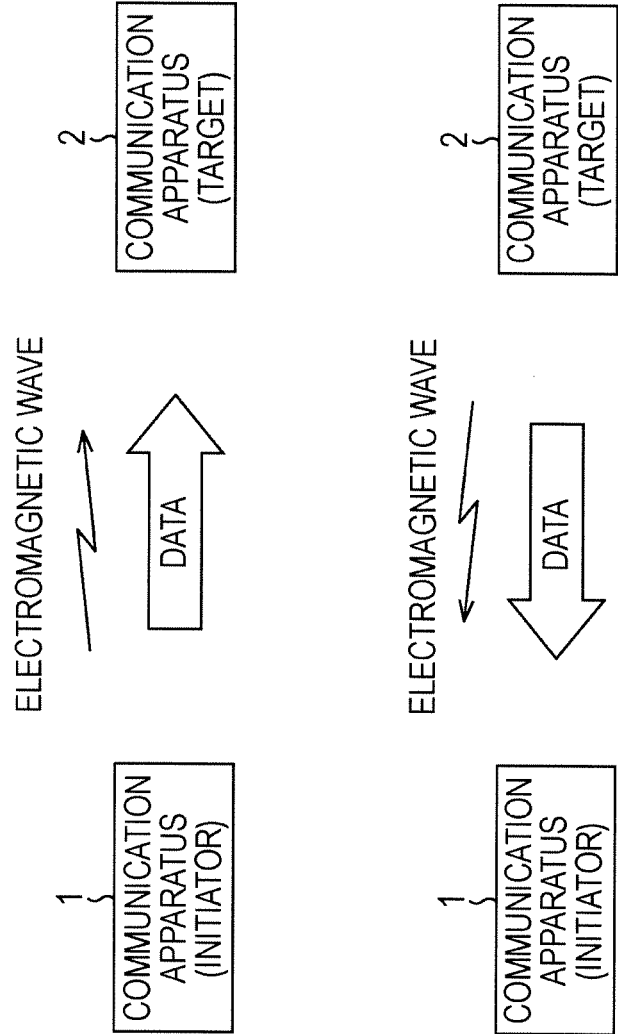 1
COMMUNICATION
APPARATUS
(INITIATOR)
ELECTROMAGNETIC WAVE
DATA
2
COMMUNICATION
APPARATUS
(TARGET)
1
COMMUNICATION
APPARATUS
(INITIATOR)
ELECTROMAGNETIC WAVE
DATA
2
COMMUNICATION
APPARATUS
(TARGET)